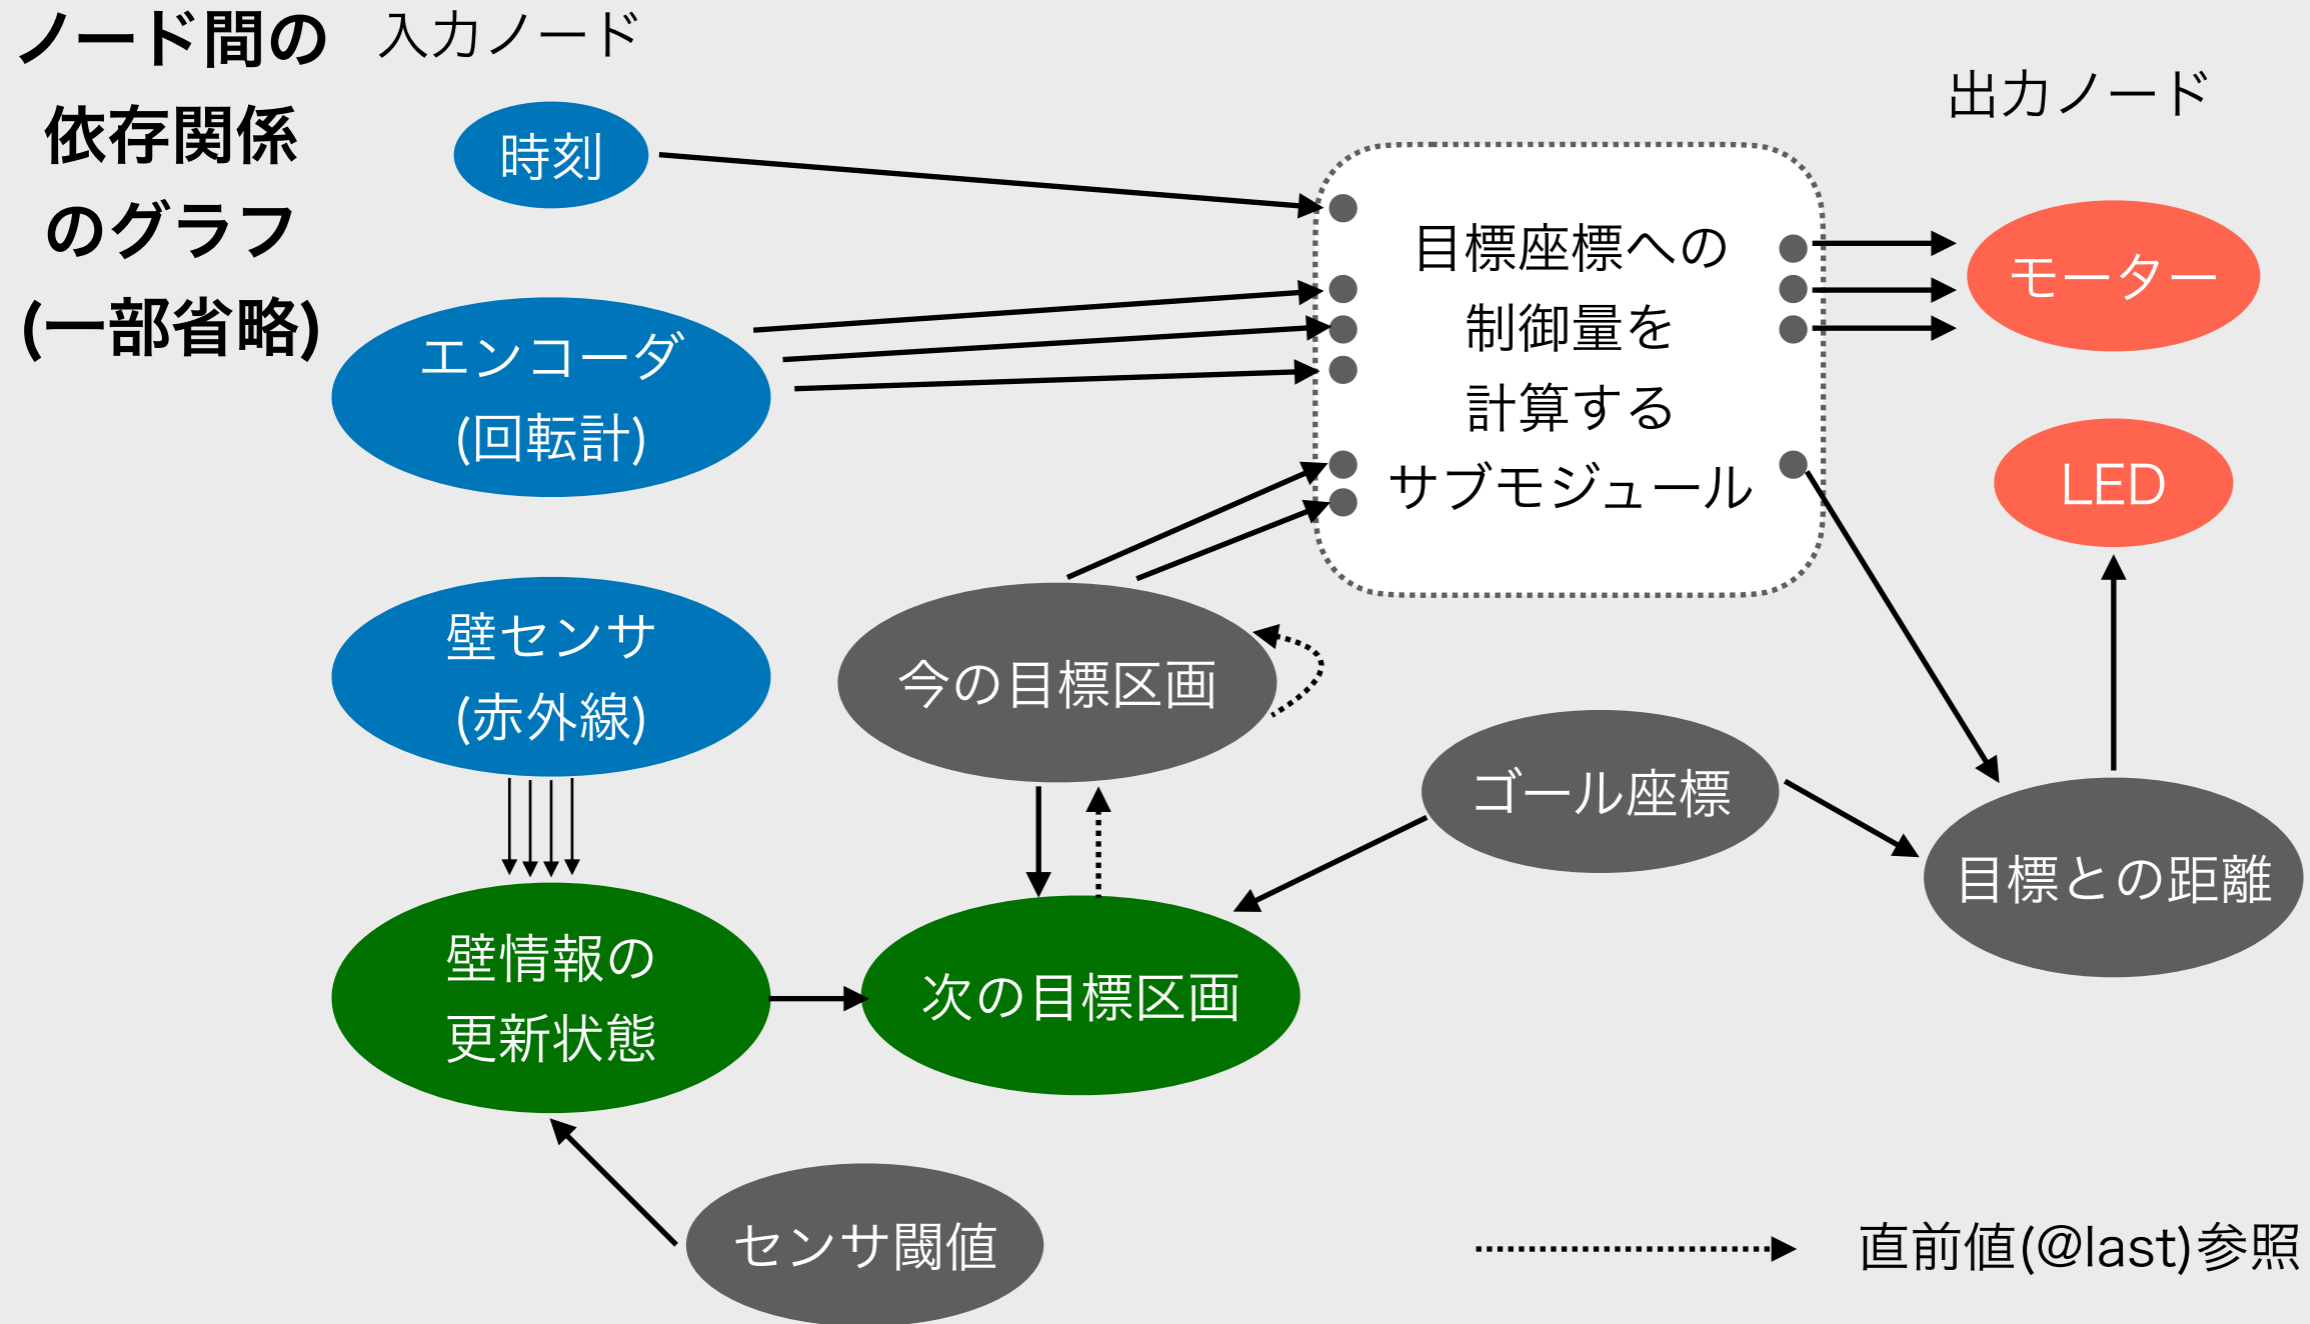 ノード間の
依存関係
のグラフ
(一部省略)
入力ノード
出力ノード
時刻
エンコーダ
(回転計)
壁センサ
(赤外線)
壁情報の
更新状態
センサ閾値
今の目標区画
次の目標区画
目標座標への
制御量を
計算する
サブモジュール
ゴール座標
モーター
LED
目標との距離
直前値(@last)参照